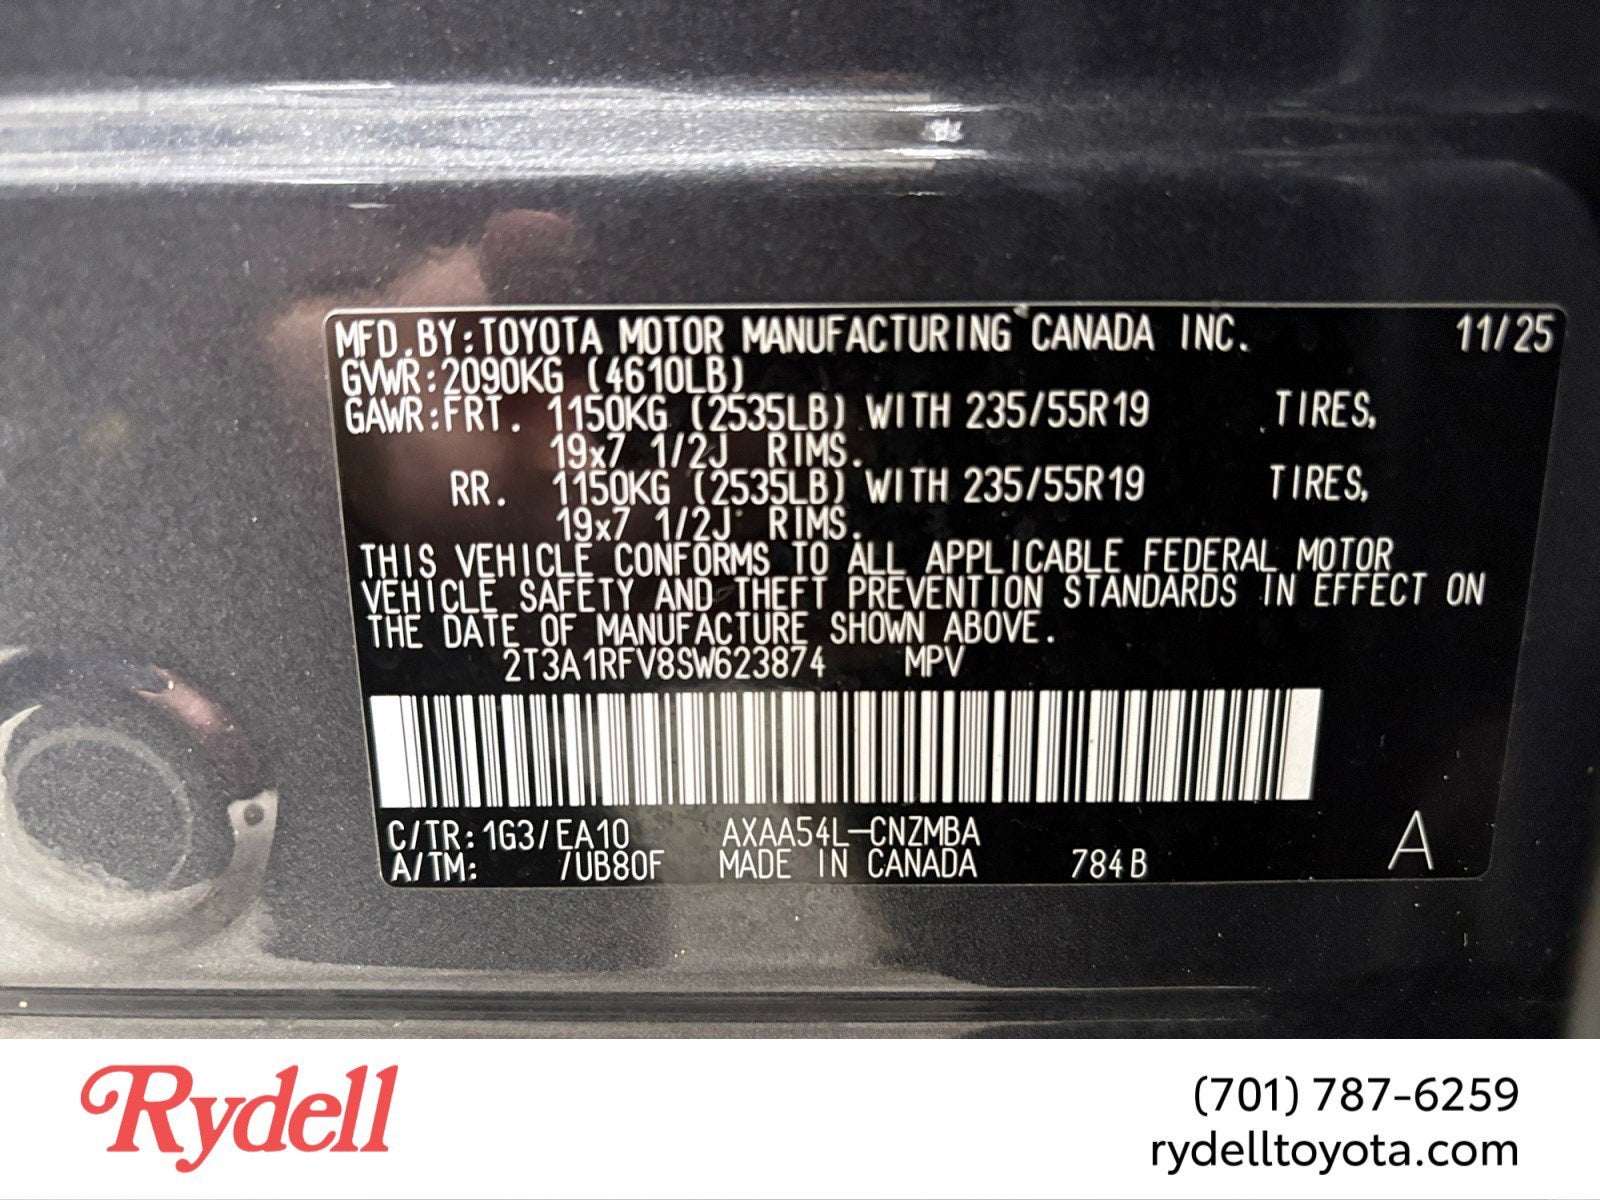 MFD.BY:TOYOTA MOTOR MANUFACTURING CANADA INC. 11/25
GVWR:2090KG (4610LB)
GAWR:FRT. 1150KG (2535LB) WITH 235/55R19 TIRES,
19x7 1/2J RIMS.
RR. 1150KG (2535LB) WITH 235/55R19 TIRES,
19x7 1/2J RIMS.
THIS VEHICLE CONFORMS TO ALL APPLICABLE FEDERAL MOTOR
VEHICLE SAFETY AND THEFT PREVENTION STANDARDS IN EFFECT ON
THE DATE OF MANUFACTURE SHOWN ABOVE.
2T3A1RFV8SW623874 MPV
C/TR:1G3/EA10 AXAA54L-CNZMBA
A/TM: /UB80F MADE IN CANADA 784B A
Rydell
(701) 787-6259
rydelltoyota.com